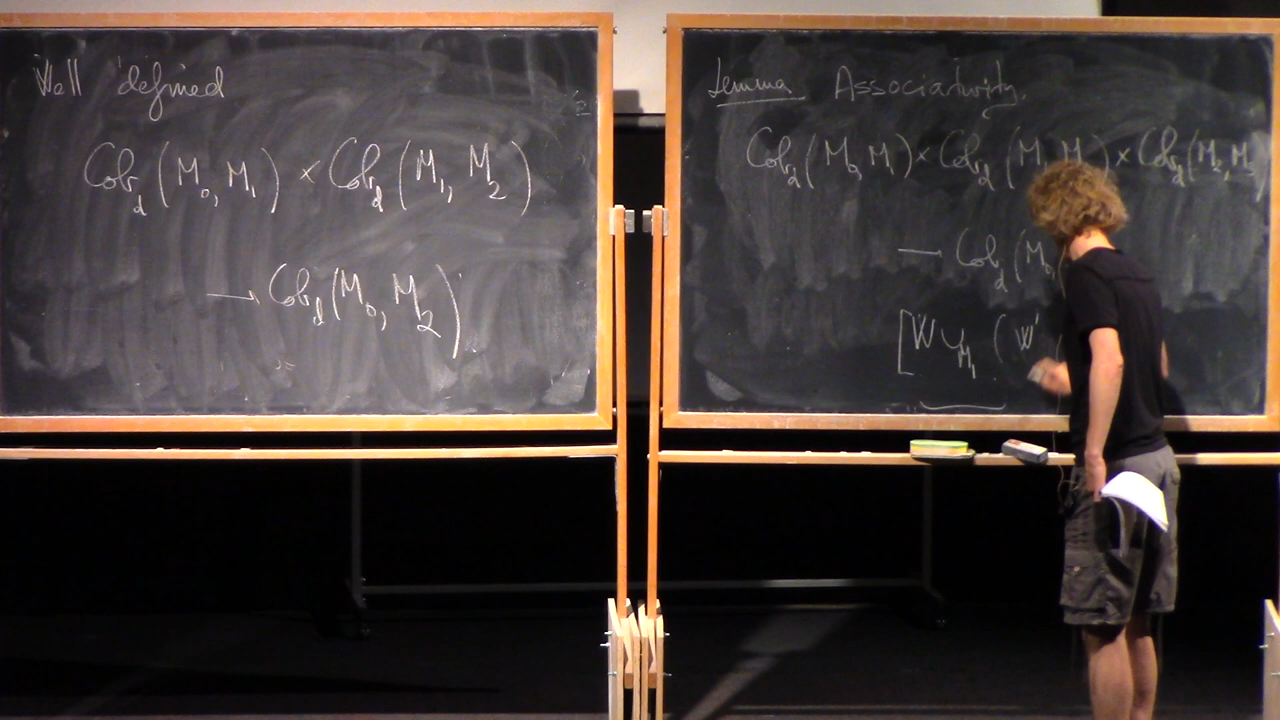 Well defined
Cob_d(M_0, M_1) × Cob_d(M_1, M_2)
→ Cob_d(M_0, M_2)
Lemma Associativity.
Cob_d(M_0, M_1) × Cob_d(M_1, M_2) × Cob_d(M_2, M_3)
→ Cob_d(M_0,
[W ∪_{M_1} (W'